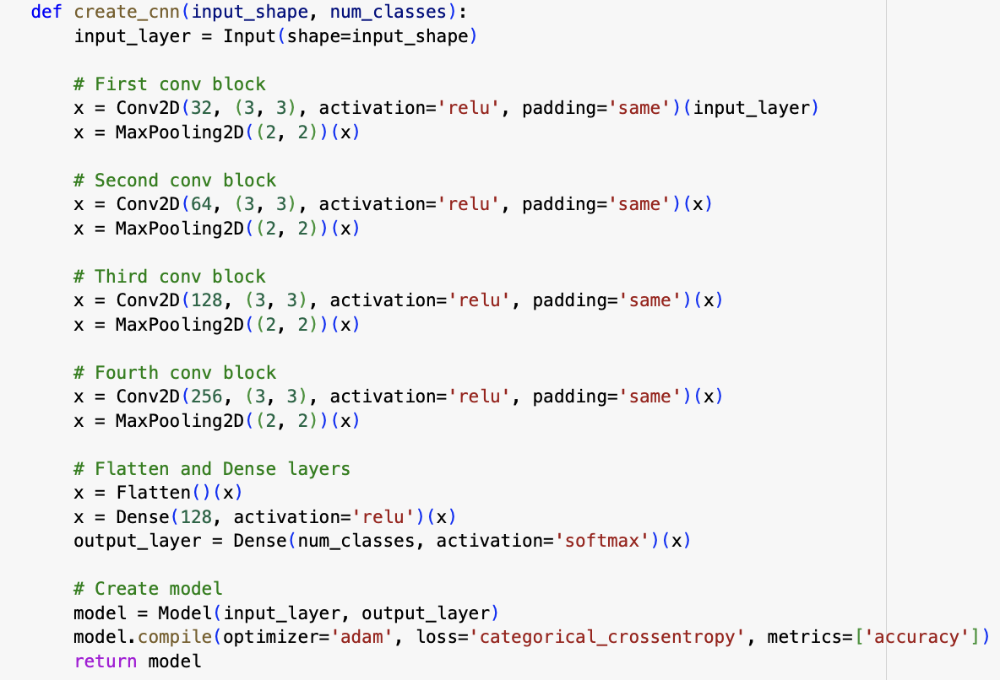 def create_cnn(input_shape, num_classes):
    input_layer = Input(shape=input_shape)

    # First conv block
    x = Conv2D(32, (3, 3), activation='relu', padding='same')(input_layer)
    x = MaxPooling2D((2, 2))(x)

    # Second conv block
    x = Conv2D(64, (3, 3), activation='relu', padding='same')(x)
    x = MaxPooling2D((2, 2))(x)

    # Third conv block
    x = Conv2D(128, (3, 3), activation='relu', padding='same')(x)
    x = MaxPooling2D((2, 2))(x)

    # Fourth conv block
    x = Conv2D(256, (3, 3), activation='relu', padding='same')(x)
    x = MaxPooling2D((2, 2))(x)

    # Flatten and Dense layers
    x = Flatten()(x)
    x = Dense(128, activation='relu')(x)
    output_layer = Dense(num_classes, activation='softmax')(x)

    # Create model
    model = Model(input_layer, output_layer)
    model.compile(optimizer='adam', loss='categorical_crossentropy', metrics=['accuracy'])
    return model